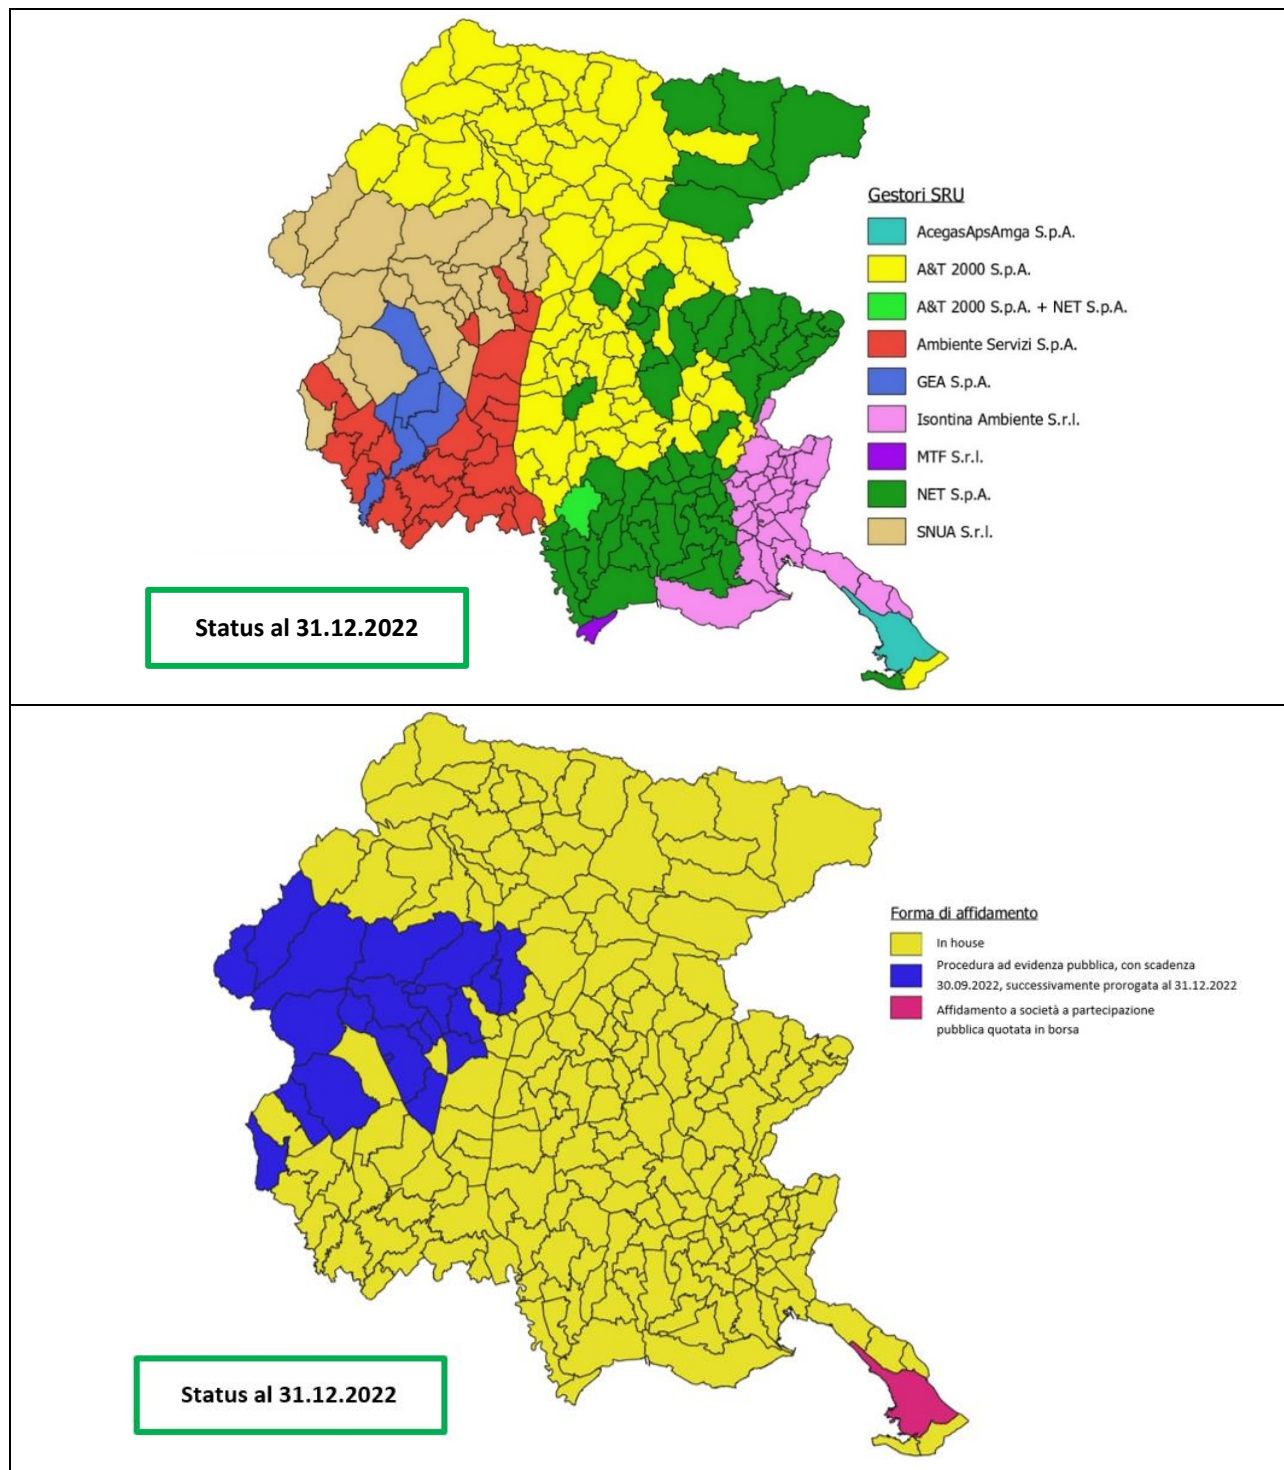 Gestori SRU
AcegasApsAmga S.p.A.
A&T 2000 S.p.A.
A&T 2000 S.p.A. + NET S.p.A.
Ambiente Servizi S.p.A.
GEA S.p.A.
Isontina Ambiente S.r.l.
MTF S.r.l.
NET S.p.A.
SNUA S.r.l.
Status al 31.12.2022
Forma di affidamento
In house
Procedura ad evidenza pubblica, con scadenza
30.09.2022, successivamente prorogata al 31.12.2022
Affidamento a società a partecipazione
pubblica quotata in borsa
Status al 31.12.2022